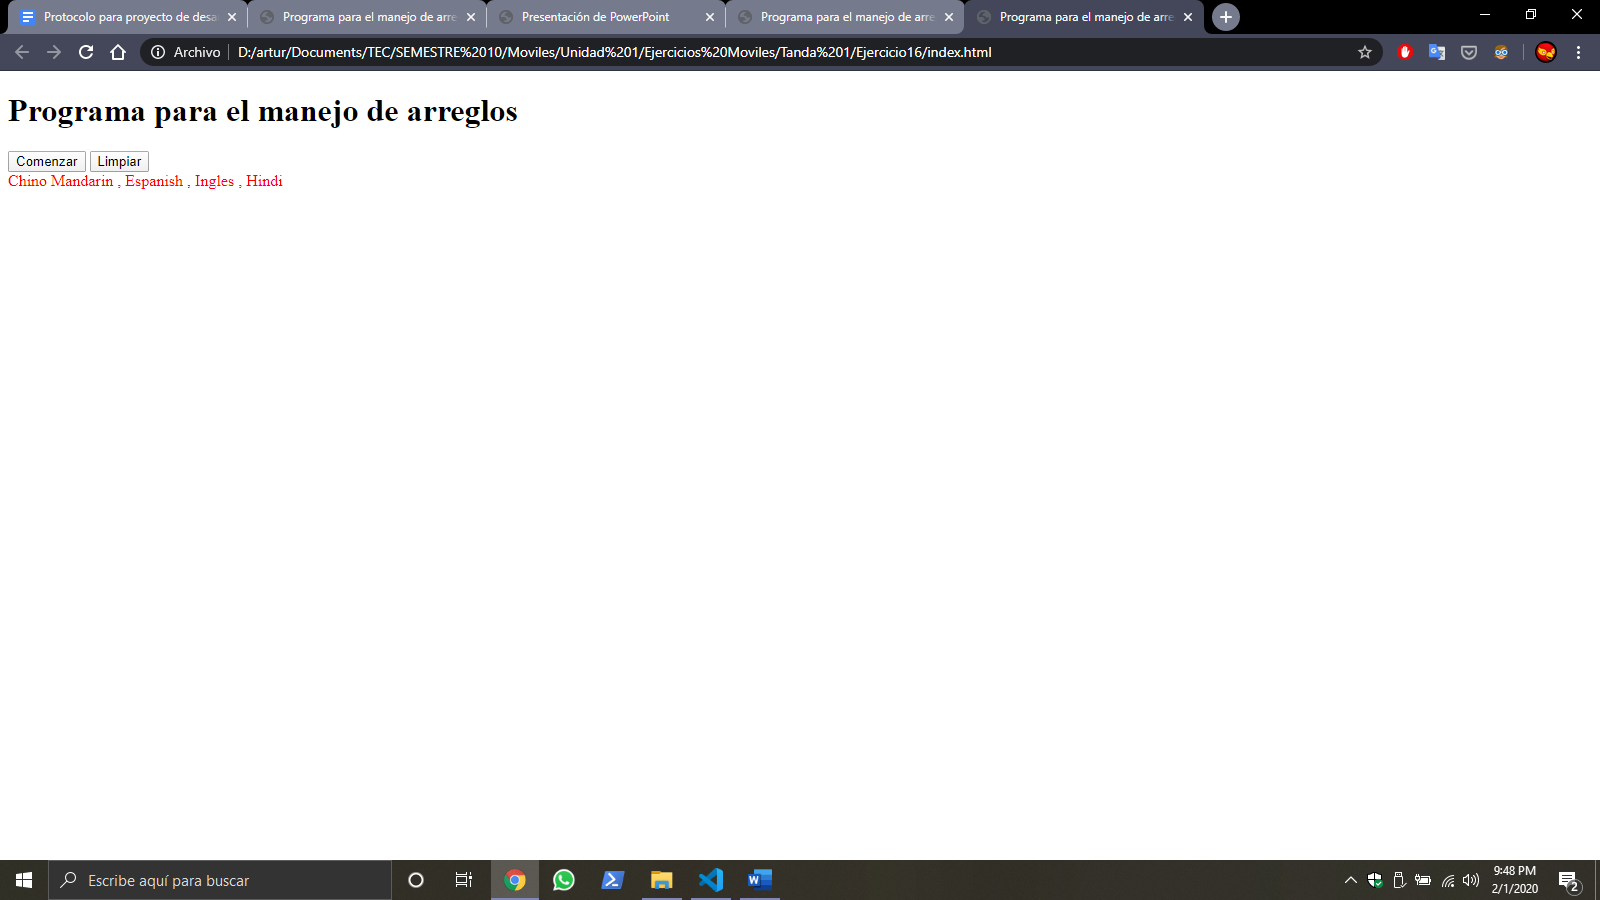 Protocolo para proyecto de desa
Programa para el manejo de arre
Presentación de PowerPoint
Programa para el manejo de arre
Programa para el manejo de arre
Archivo
D:/artur/Documents/TEC/SEMESTRE%2010/Moviles/Unidad%201/Ejercicios%20Moviles/Tanda%201/Ejercicio16/index.html
Programa para el manejo de arreglos
Comenzar Limpiar
Chino Mandarin , Espanish , Ingles , Hindi
Escribe aquí para buscar
9:48 PM
2/1/2020
2